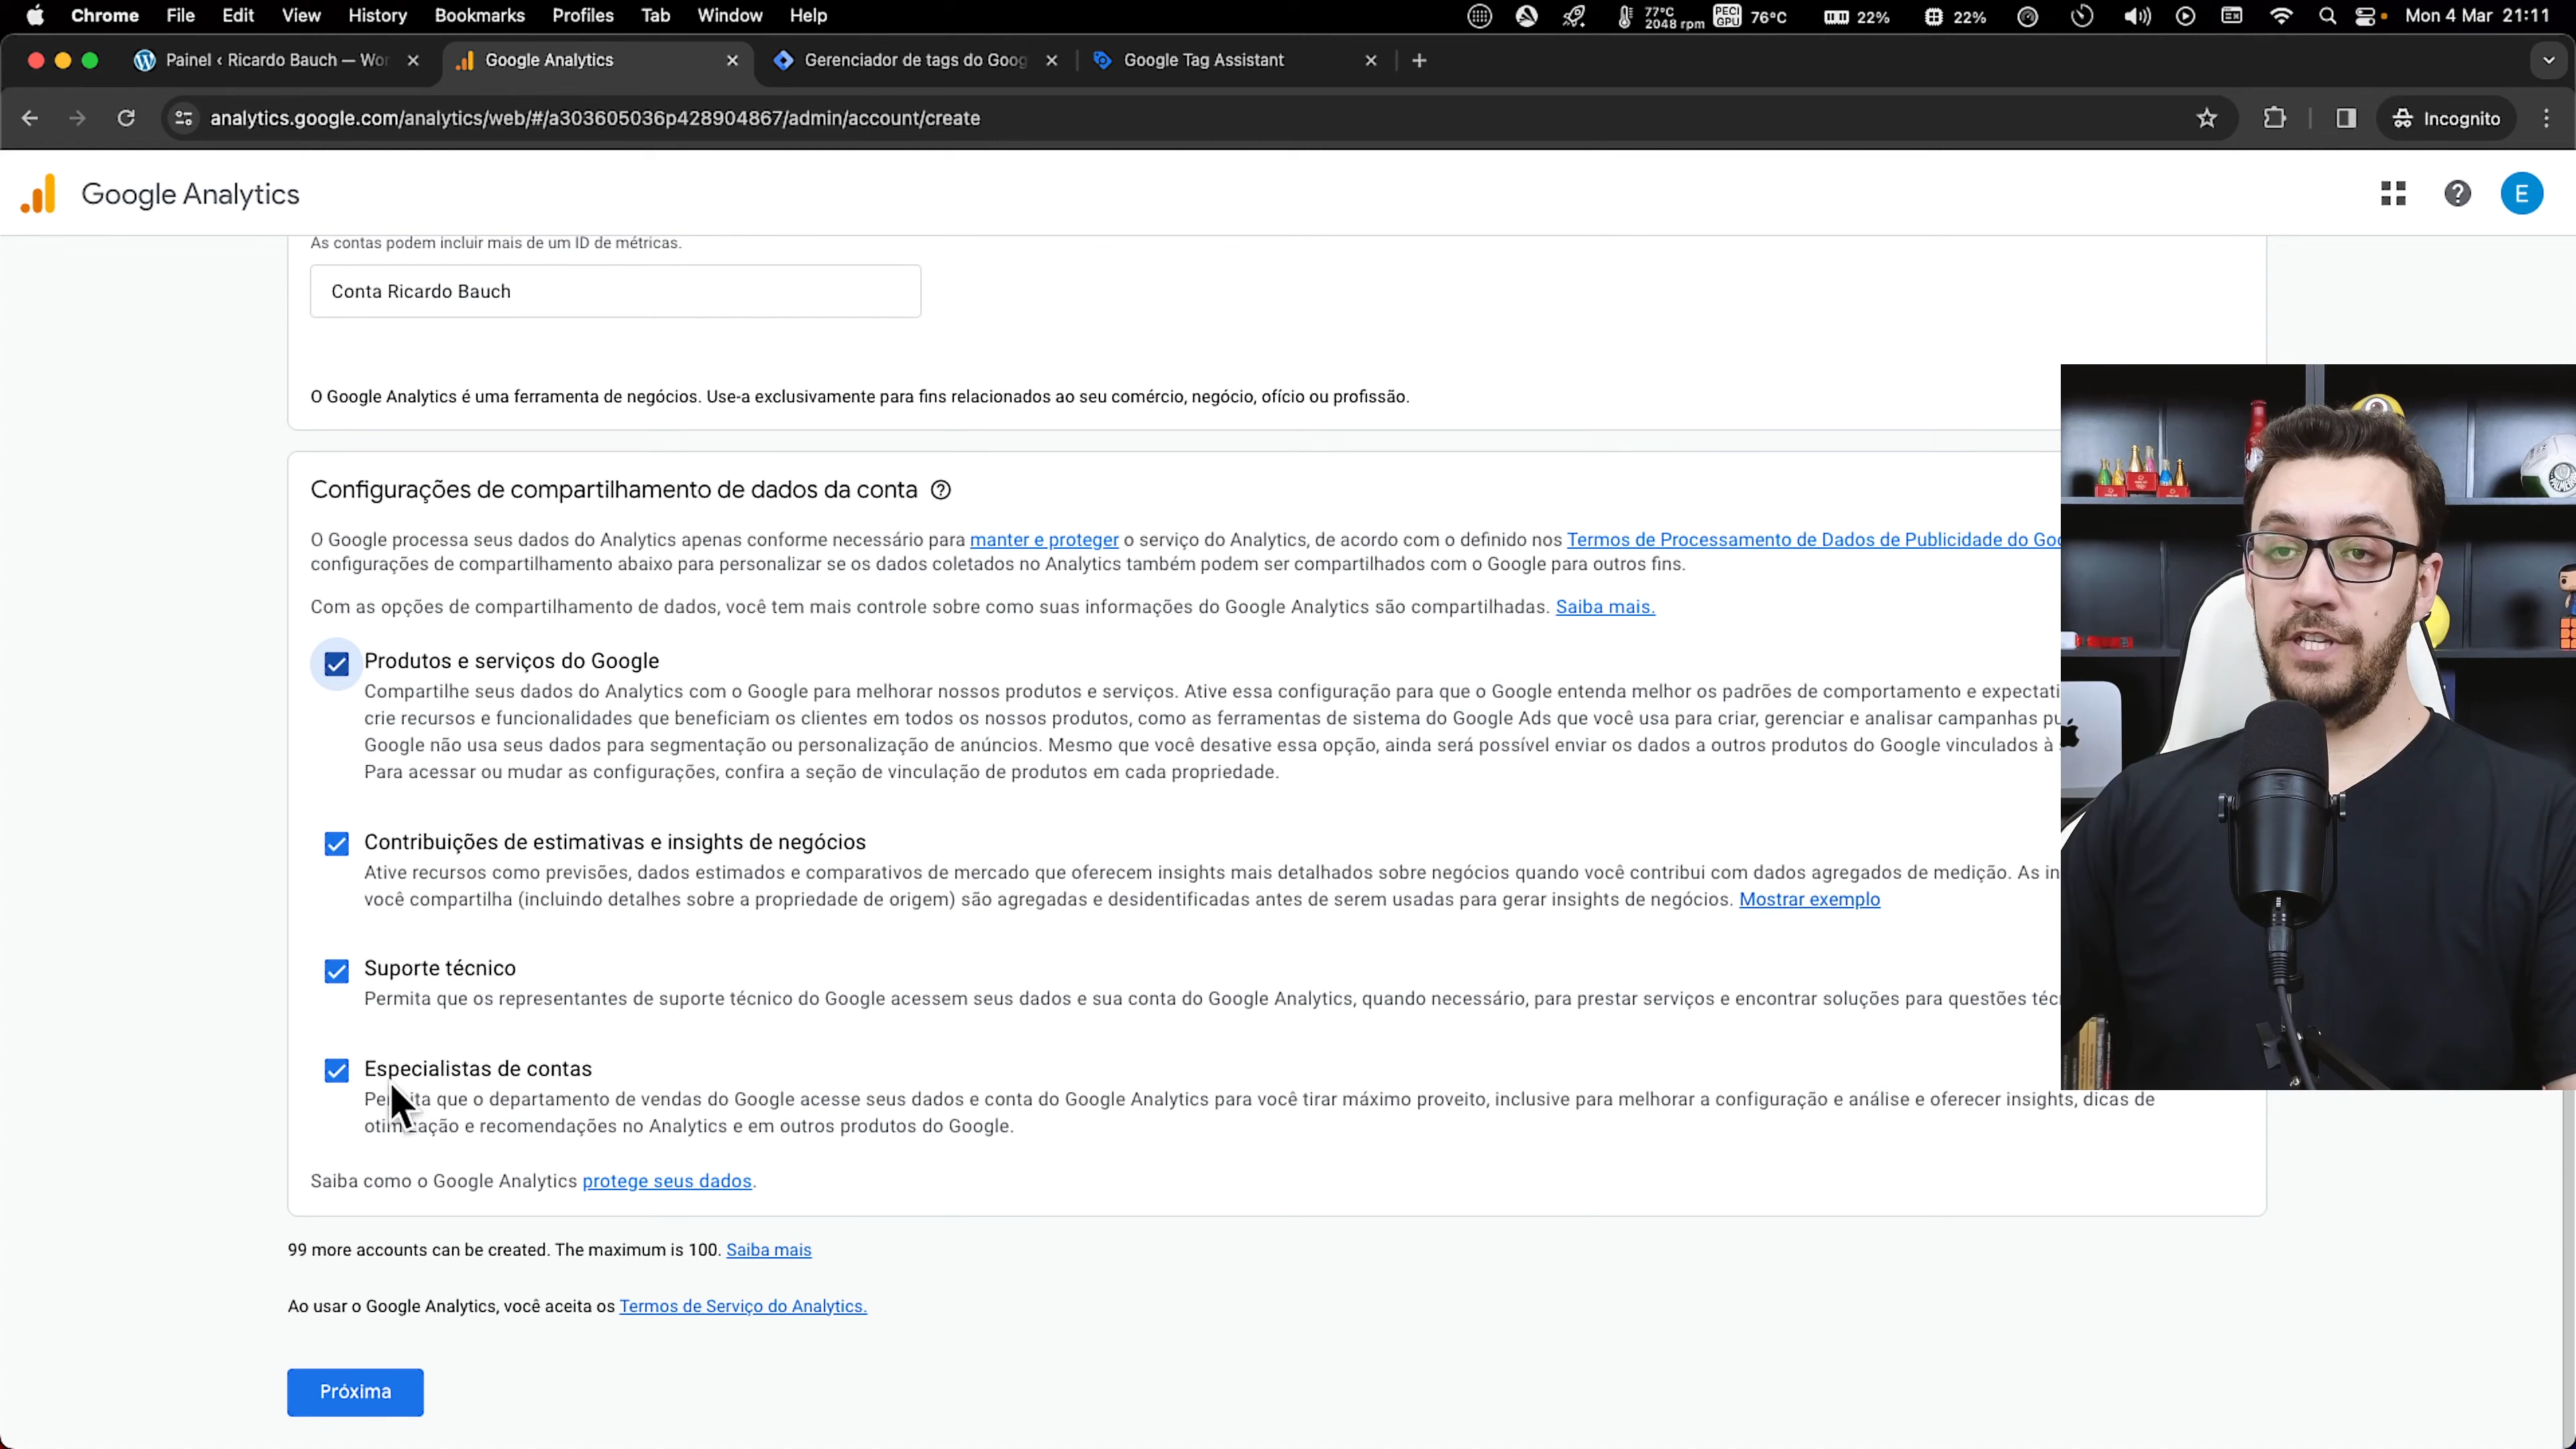 Chrome File Edit View History Bookmarks Profiles Tab Window Help 77°C 2048 rpm PECI GPU 76°C 22% 22% Mon 4 Mar 21:11
Painel ‹ Ricardo Bauch — Wor Google Analytics Gerenciador de tags do Goog Google Tag Assistant
analytics.google.com/analytics/web/#/a303605036p428904867/admin/account/create Incognito
Google Analytics E
As contas podem incluir mais de um ID de métricas.
Conta Ricardo Bauch
O Google Analytics é uma ferramenta de negócios. Use-a exclusivamente para fins relacionados ao seu comércio, negócio, ofício ou profissão.
Configurações de compartilhamento de dados da conta
O Google processa seus dados do Analytics apenas conforme necessário para manter e proteger o serviço do Analytics, de acordo com o definido nos Termos de Processamento de Dados de Publicidade do Goo
configurações de compartilhamento abaixo para personalizar se os dados coletados no Analytics também podem ser compartilhados com o Google para outros fins.
Com as opções de compartilhamento de dados, você tem mais controle sobre como suas informações do Google Analytics são compartilhadas. Saiba mais.
Produtos e serviços do Google
Compartilhe seus dados do Analytics com o Google para melhorar nossos produtos e serviços. Ative essa configuração para que o Google entenda melhor os padrões de comportamento e expectati
crie recursos e funcionalidades que beneficiam os clientes em todos os nossos produtos, como as ferramentas de sistema do Google Ads que você usa para criar, gerenciar e analisar campanhas pu
Google não usa seus dados para segmentação ou personalização de anúncios. Mesmo que você desative essa opção, ainda será possível enviar os dados a outros produtos do Google vinculados à
Para acessar ou mudar as configurações, confira a seção de vinculação de produtos em cada propriedade.
Contribuições de estimativas e insights de negócios
Ative recursos como previsões, dados estimados e comparativos de mercado que oferecem insights mais detalhados sobre negócios quando você contribui com dados agregados de medição. As in
você compartilha (incluindo detalhes sobre a propriedade de origem) são agregadas e desidentificadas antes de serem usadas para gerar insights de negócios. Mostrar exemplo
Suporte técnico
Permita que os representantes de suporte técnico do Google acessem seus dados e sua conta do Google Analytics, quando necessário, para prestar serviços e encontrar soluções para questões téc
Especialistas de contas
Permita que o departamento de vendas do Google acesse seus dados e conta do Google Analytics para você tirar máximo proveito, inclusive para melhorar a configuração e análise e oferecer insights, dicas de
otimização e recomendações no Analytics e em outros produtos do Google.
Saiba como o Google Analytics protege seus dados.
99 more accounts can be created. The maximum is 100. Saiba mais
Ao usar o Google Analytics, você aceita os Termos de Serviço do Analytics.
Próxima